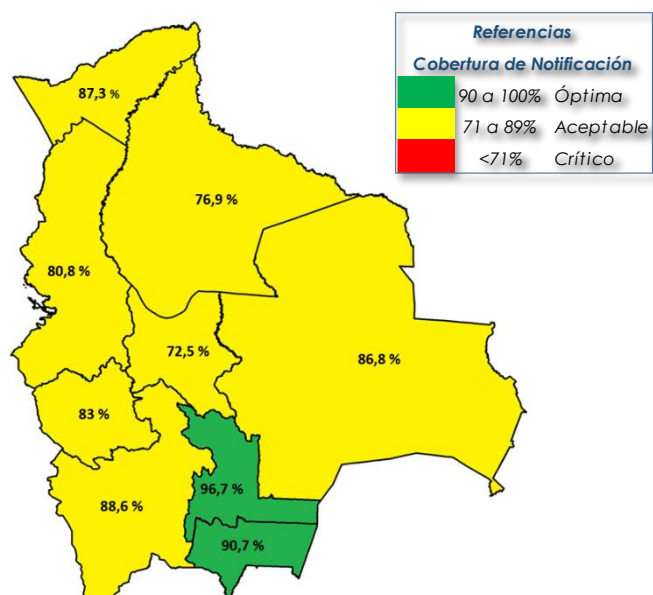 Referencias
Cobertura de Notificación
90 a 100% Óptima
71 a 89% Aceptable
<71% Crítico
87,3 %
76,9 %
80,8 %
72,5 %
86,8 %
83 %
96,7 %
88,6 %
90,7 %